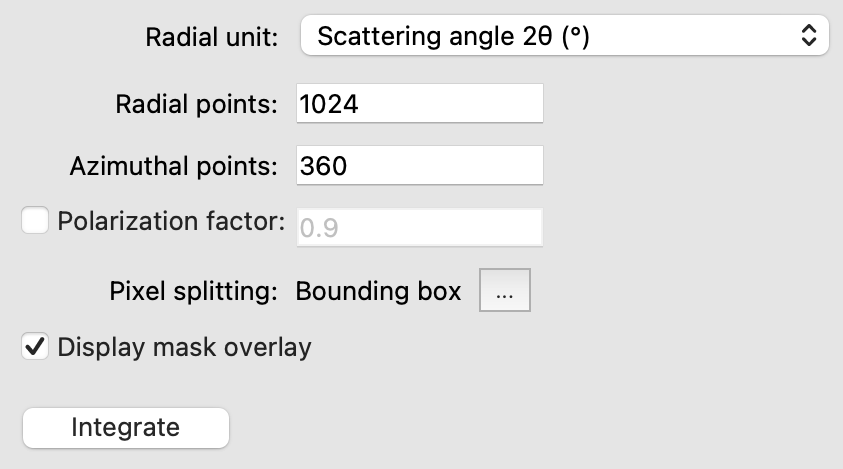 Radial unit: Scattering angle 2θ (°)
Radial points: 1024
Azimuthal points: 360
Polarization factor: 0.9
Pixel splitting: Bounding box ...
Display mask overlay
Integrate